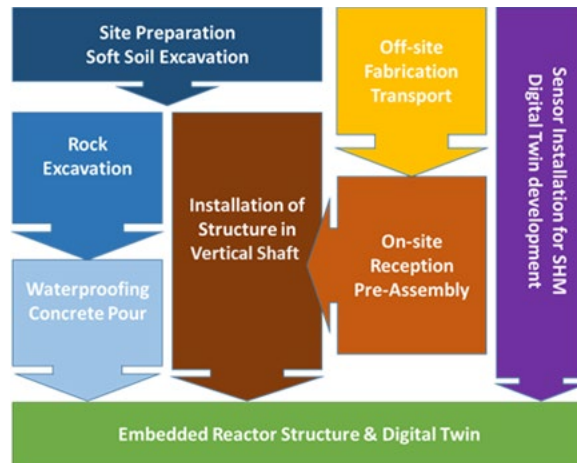 Site Preparation
Soft Soil Excavation
Off-site
Fabrication
Transport
Sensor Installation for SHM
Digital Twin development
Rock
Excavation
Installation of
Structure in
Vertical Shaft
On-site
Reception
Pre-Assembly
Waterproofing
Concrete Pour
Embedded Reactor Structure & Digital Twin